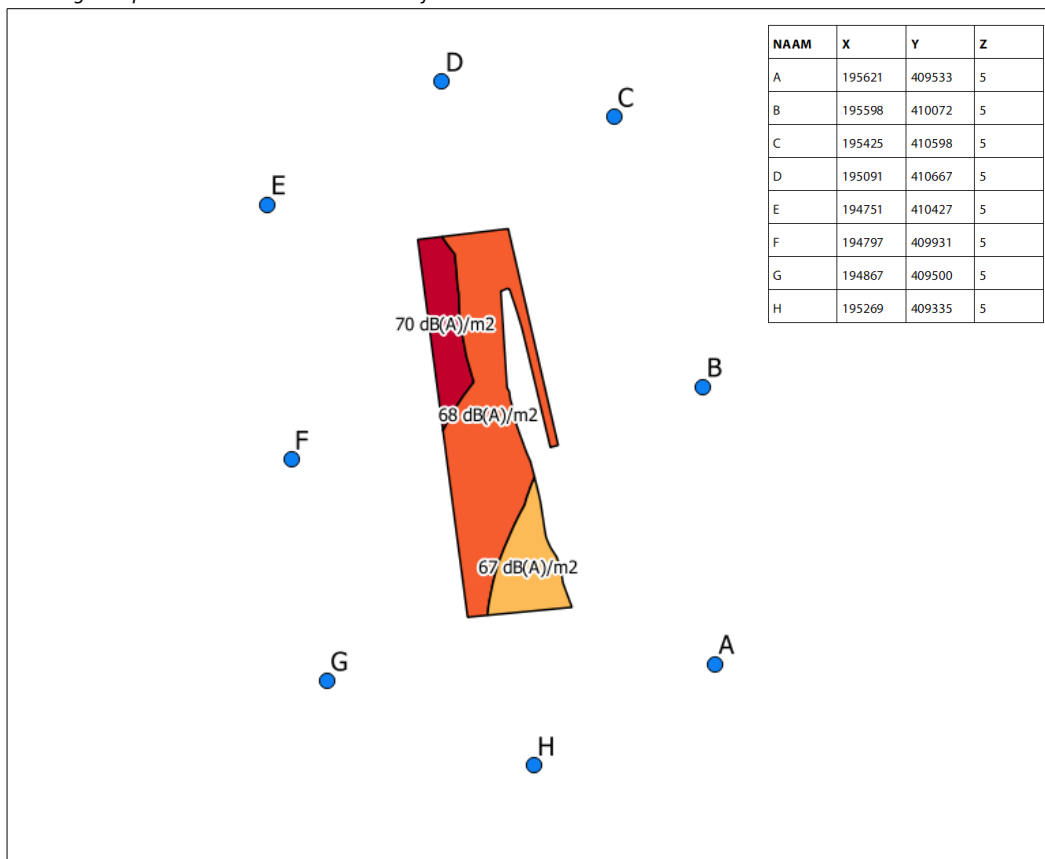 D
C
E
70 dB(A)/m2
B
68 dB(A)/m2
F
67 dB(A)/m2
A
G
H
NAAM X Y Z
A 195621 409533 5
B 195598 410072 5
C 195425 410598 5
D 195091 410667 5
E 194751 410427 5
F 194797 409931 5
G 194867 409500 5
H 195269 409335 5